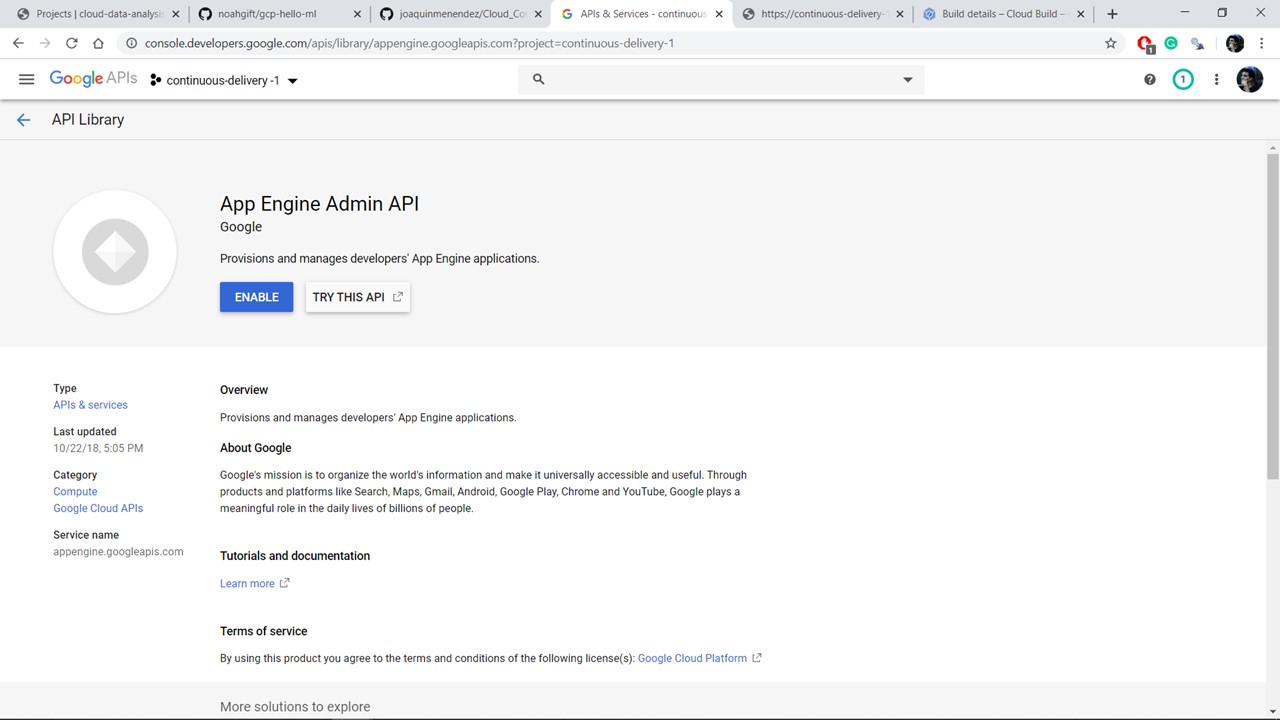 Projects | cloud-data-analysis
noahgift/gcp-hello-ml
joaquinmenendez/Cloud_Co
APIs & Services - continuous
https://continuous-delivery-
Build details – Cloud Build –
console.developers.google.com/apis/library/appengine.googleapis.com?project=continuous-delivery-1
1
Google APIs
continuous-delivery -1
1
API Library
App Engine Admin API
Google
Provisions and manages developers' App Engine applications.
ENABLE
TRY THIS API
Type
APIs & services
Last updated
10/22/18, 5:05 PM
Category
Compute
Google Cloud APIs
Service name
appengine.googleapis.com
Overview
Provisions and manages developers' App Engine applications.
About Google
Google's mission is to organize the world's information and make it universally accessible and useful. Through
products and platforms like Search, Maps, Gmail, Android, Google Play, Chrome and YouTube, Google plays a
meaningful role in the daily lives of billions of people.
Tutorials and documentation
Learn more
Terms of service
By using this product you agree to the terms and conditions of the following license(s): Google Cloud Platform
More solutions to explore